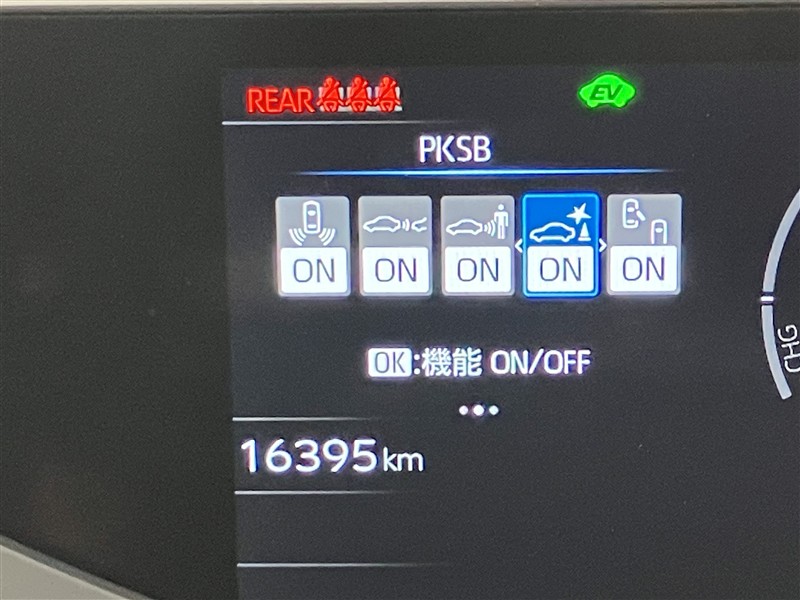 REAR EV
PKSB
ON ON ON ON ON
OK:機能 ON/OFF
CHG
16395km